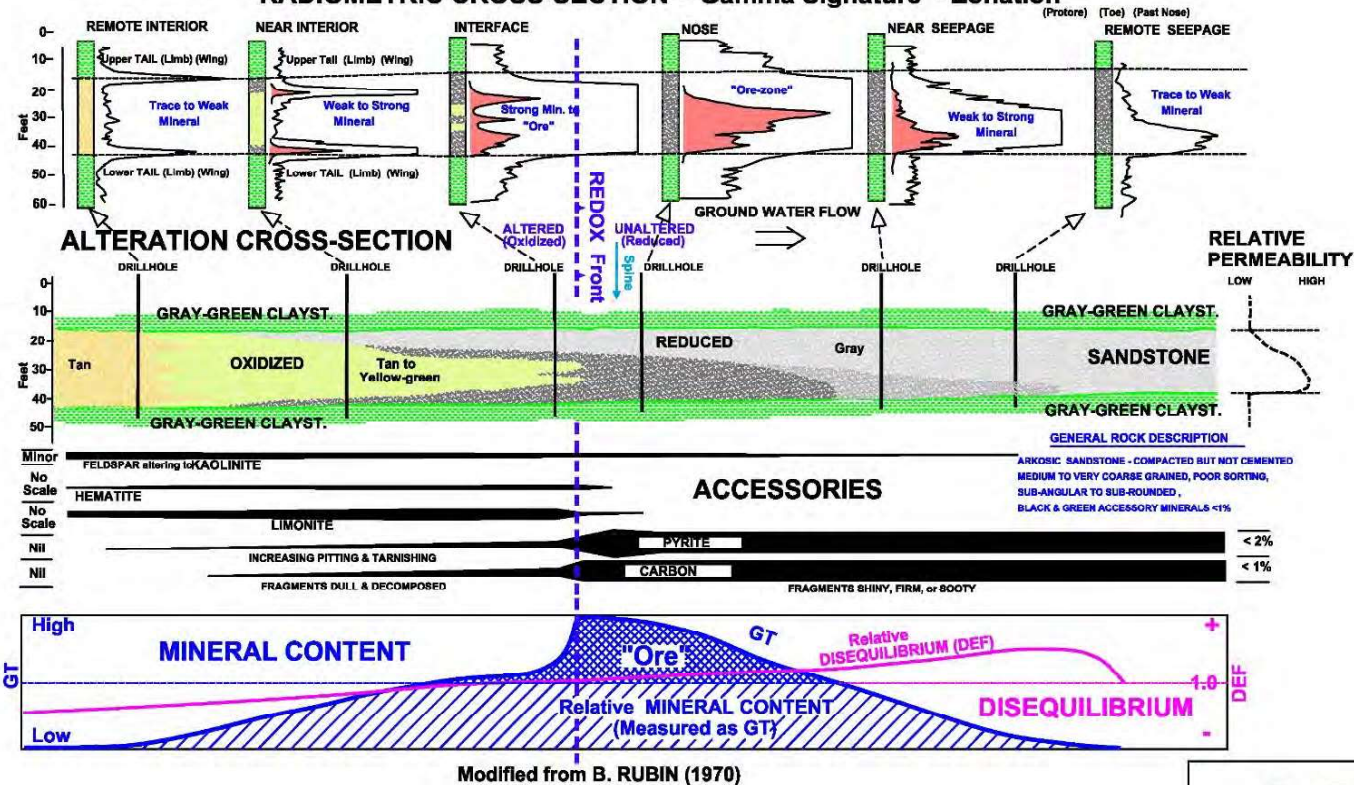 RADIOMETRIC CROSS-SECTION - Gamma Signature - Zonation
(Protore) (Toe) (Past Nose)
REMOTE INTERIOR
NEAR INTERIOR
INTERFACE
NOSE
NEAR SEEPAGE
REMOTE SEEPAGE
0
10
20
30
40
50
60
Feet
Upper TAIL (Limb) (Wing)
Trace to Weak
Mineral
Lower TAIL (Limb) (Wing)
Upper Tail (Limb) (Wing)
Weak to Strong
Mineral
Lower TAIL (Limb) (Wing)
Strong Min. to
"Ore"
"Ore-zone"
Weak to Strong
Mineral
Trace to Weak
Mineral
REDOX Front
GROUND WATER FLOW
ALTERED
(Oxidized)
UNALTERED
(Reduced)
Spine
ALTERATION CROSS-SECTION
RELATIVE
PERMEABILITY
LOW HIGH
DRILLHOLE
DRILLHOLE
DRILLHOLE
DRILLHOLE
DRILLHOLE
DRILLHOLE
0
10
20
30
40
50
Feet
GRAY-GREEN CLAYST.
GRAY-GREEN CLAYST.
Tan
OXIDIZED
Tan to
Yellow-green
REDUCED
Gray
SANDSTONE
GRAY-GREEN CLAYST.
GRAY-GREEN CLAYST.
GENERAL ROCK DESCRIPTION
ARKOSIC SANDSTONE - COMPACTED BUT NOT CEMENTED
MEDIUM TO VERY COARSE GRAINED, POOR SORTING,
SUB-ANGULAR TO SUB-ROUNDED ,
BLACK & GREEN ACCESSORY MINERALS <1%
ACCESSORIES
Minor
FELDSPAR altering to KAOLINITE
No
Scale
HEMATITE
No
Scale
LIMONITE
Nil
INCREASING PITTING & TARNISHING
PYRITE
< 2%
Nil
FRAGMENTS DULL & DECOMPOSED
CARBON
FRAGMENTS SHINY, FIRM, or SOOTY
< 1%
High
Low
GT
MINERAL CONTENT
"Ore"
GT
Relative
DISEQUILIBRIUM (DEF)
Relative MINERAL CONTENT
(Measured as GT)
DISEQUILIBRIUM
+
1.0
-
DEF
Modified from B. RUBIN (1970)